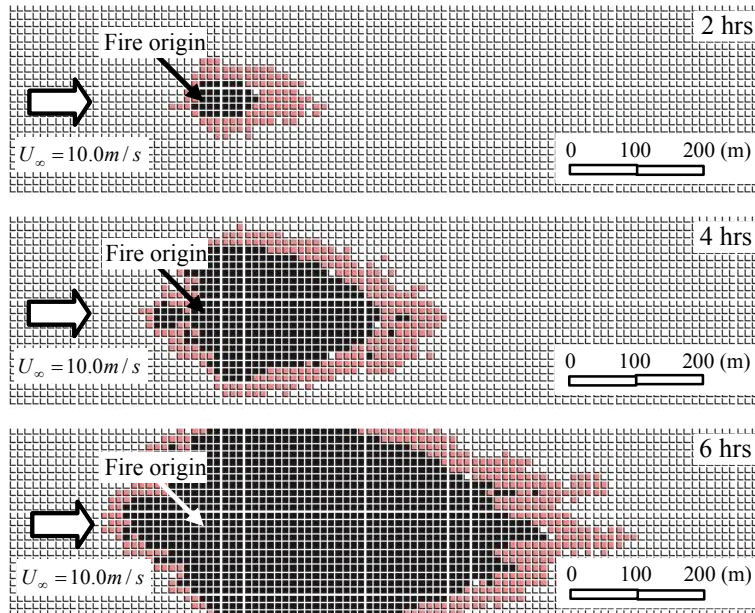 2 hrs
Fire origin
U∞ = 10.0m / s
0 100 200 (m)
4 hrs
Fire origin
U∞ = 10.0m / s
0 100 200 (m)
6 hrs
Fire origin
U∞ = 10.0m / s
0 100 200 (m)